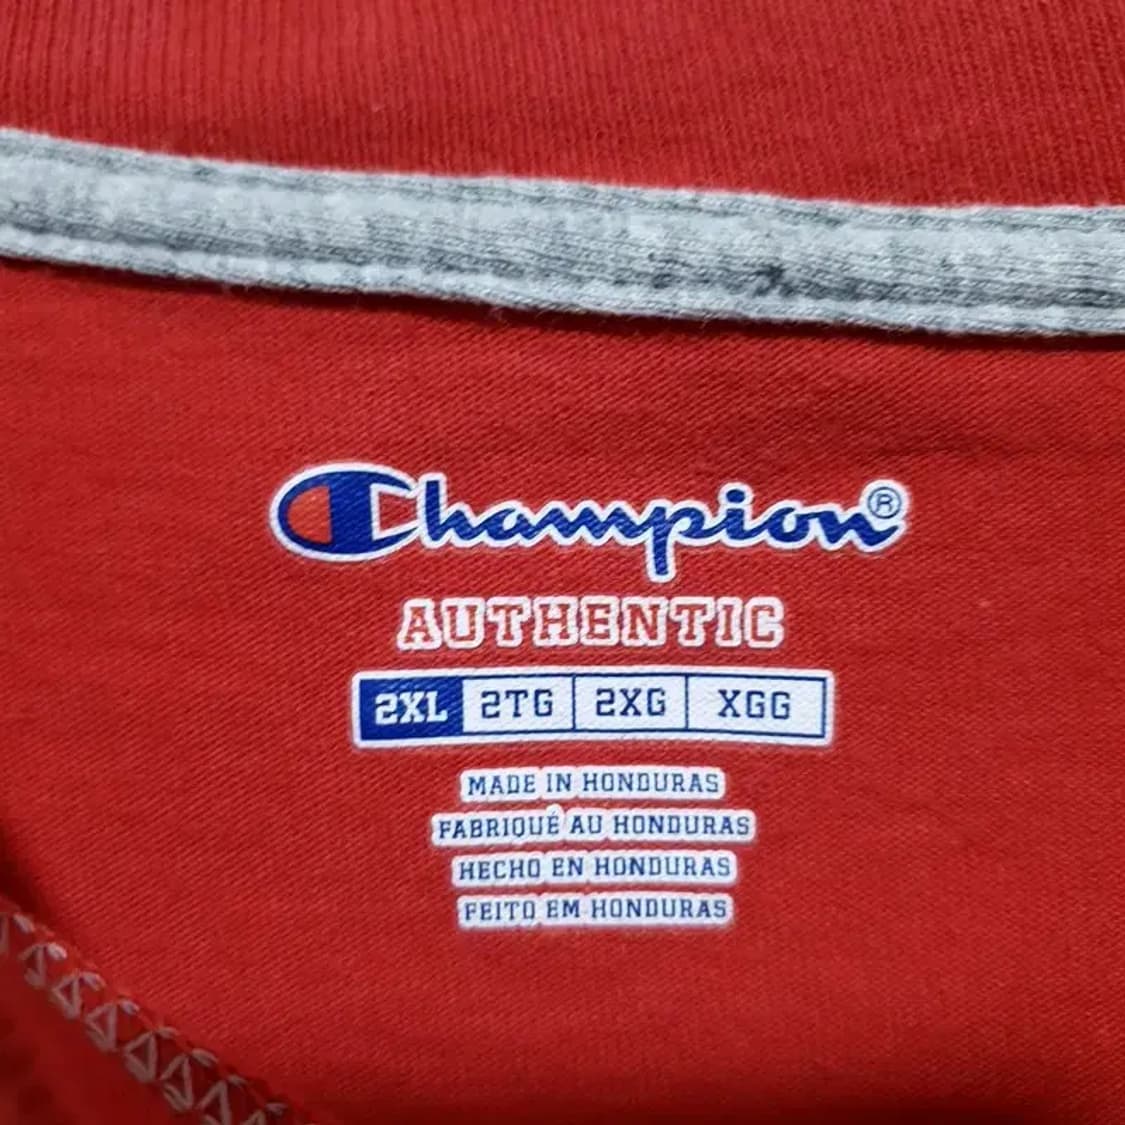 Champion®
AUTHENTIC
2XL 2TG 2XG XGG
MADE IN HONDURAS
FABRIQUÉ AU HONDURAS
HECHO EN HONDURAS
FEITO EM HONDURAS